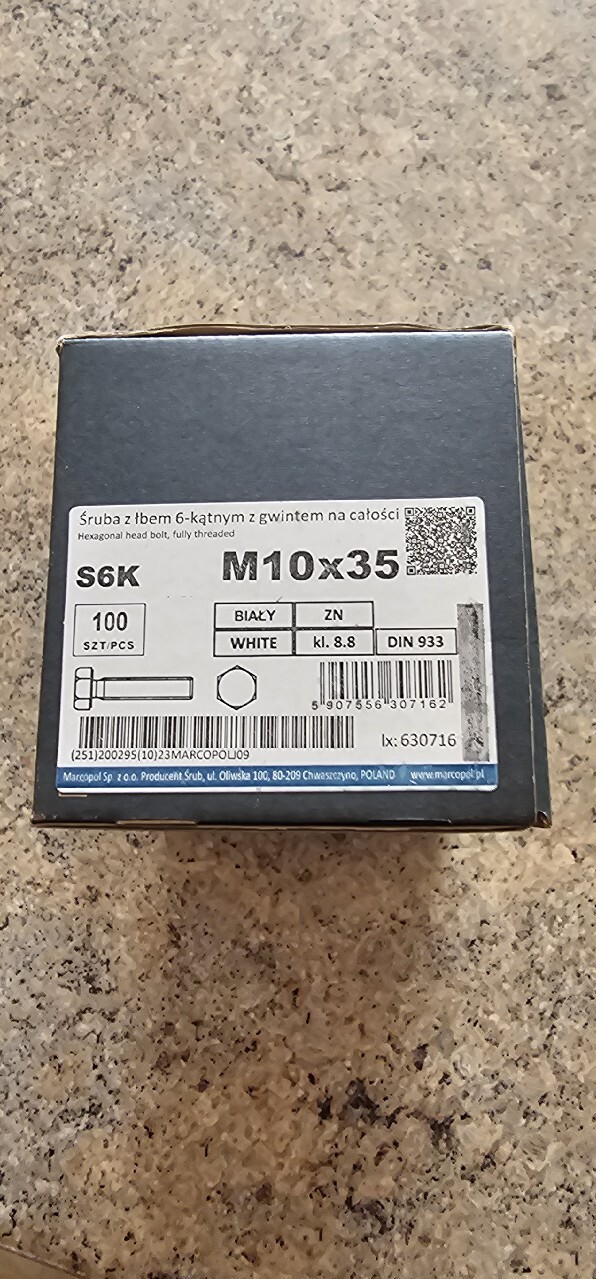 Śruba z łbem 6-kątnym z gwintem na całości
Hexagonal head bolt, fully threaded
S6K M10x35
100
SZT/PCS
BIAŁY ZN
WHITE kl. 8.8 DIN 933
5 907556 307162
(251)200295(10)23MARCOPOLJ09
lx: 630716
Marcopol Sp. z o.o. Producent Śrub, ul. Oliwska 100, 80-209 Chwaszczyno, POLAND www.marcopol.pl